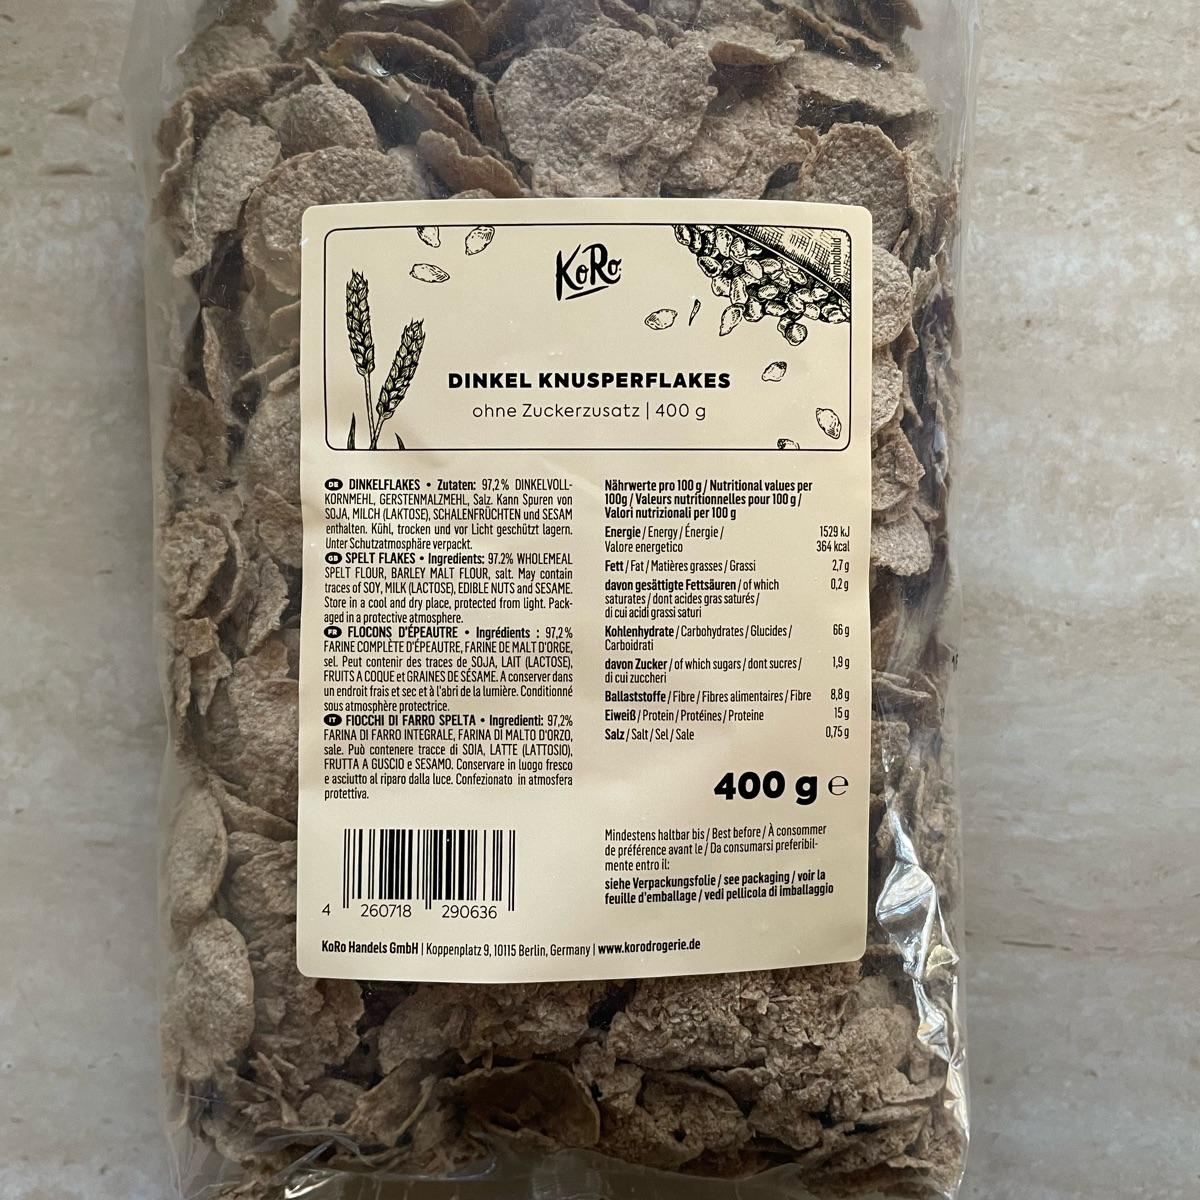 KoRo
Symbolbild
DINKEL KNUSPERFLAKES
ohne Zuckerzusatz | 400 g
DE DINKELFLAKES • Zutaten: 97,2 % DINKELVOLL-
KORNMEHL, GERSTENMALZMEHL, Salz. Kann Spuren von
SOJA, MILCH (LAKTOSE), SCHALENFRÜCHTEN und SESAM
enthalten. Kühl, trocken und vor Licht geschützt lagern.
Unter Schutzatmosphäre verpackt.
GB SPELT FLAKES • Ingredients: 97.2% WHOLEMEAL
SPELT FLOUR, BARLEY MALT FLOUR, salt. May contain
traces of SOY, MILK (LACTOSE), EDIBLE NUTS and SESAME.
Store in a cool and dry place, protected from light. Pack-
aged in a protective atmosphere.
FR FLOCONS D'ÉPEAUTRE • Ingrédients : 97,2%
FARINE COMPLÈTE D'ÉPEAUTRE, FARINE DE MALT D'ORGE,
sel. Peut contenir des traces de SOJA, LAIT (LACTOSE),
FRUITS A COQUE et GRAINES DE SÉSAME. A conserver dans
un endroit frais et sec et à l'abri de la lumière. Conditionné
sous atmosphère protectrice.
IT FIOCCHI DI FARRO SPELTA • Ingredienti: 97,2%
FARINA DI FARRO INTEGRALE, FARINA DI MALTO D'ORZO,
sale. Può contenere tracce di SOIA, LATTE (LATTOSIO),
FRUTTA A GUSCIO e SESAMO. Conservare in luogo fresco
e asciutto al riparo dalla luce. Confezionato in atmosfera
protettiva.
4 260718 290636
Nährwerte pro 100 g / Nutritional values per
100g / Valeurs nutritionnelles pour 100 g /
Valori nutrizionali per 100 g
Energie / Energy / Énergie / 1529 kJ
Valore energetico 364 kcal
Fett / Fat / Matières grasses / Grassi 2,7 g
davon gesättigte Fettsäuren / of which 0,2 g
saturates / dont acides gras saturés /
di cui acidi grassi saturi
Kohlenhydrate / Carbohydrates / Glucides / 66 g
Carboidrati
davon Zucker / of which sugars / dont sucres / 1,9 g
di cui zuccheri
Ballaststoffe / Fibre / Fibres alimentaires / Fibre 8,8 g
Eiweiß / Protein / Protéines / Proteine 15 g
Salz / Salt / Sel / Sale 0,75 g
400 g ℮
Mindestens haltbar bis / Best before / À consommer
de préférence avant le / Da consumarsi preferibil-
mente entro il:
siehe Verpackungsfolie / see packaging / voir la
feuille d'emballage / vedi pellicola di imballaggio
KoRo Handels GmbH | Koppenplatz 9, 10115 Berlin, Germany | www.korodrogerie.de